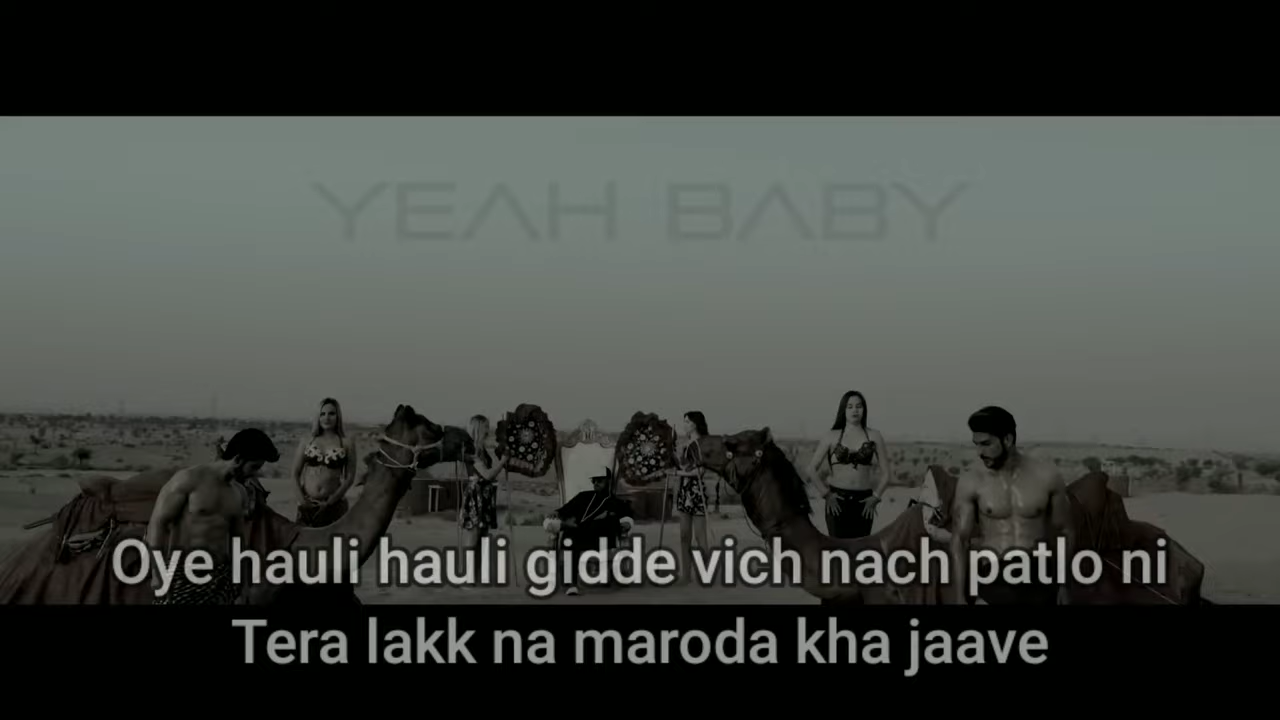 YEAH BABY
Oye hauli hauli gidde vich nach patlo ni
Tera lakk na maroda kha jaave